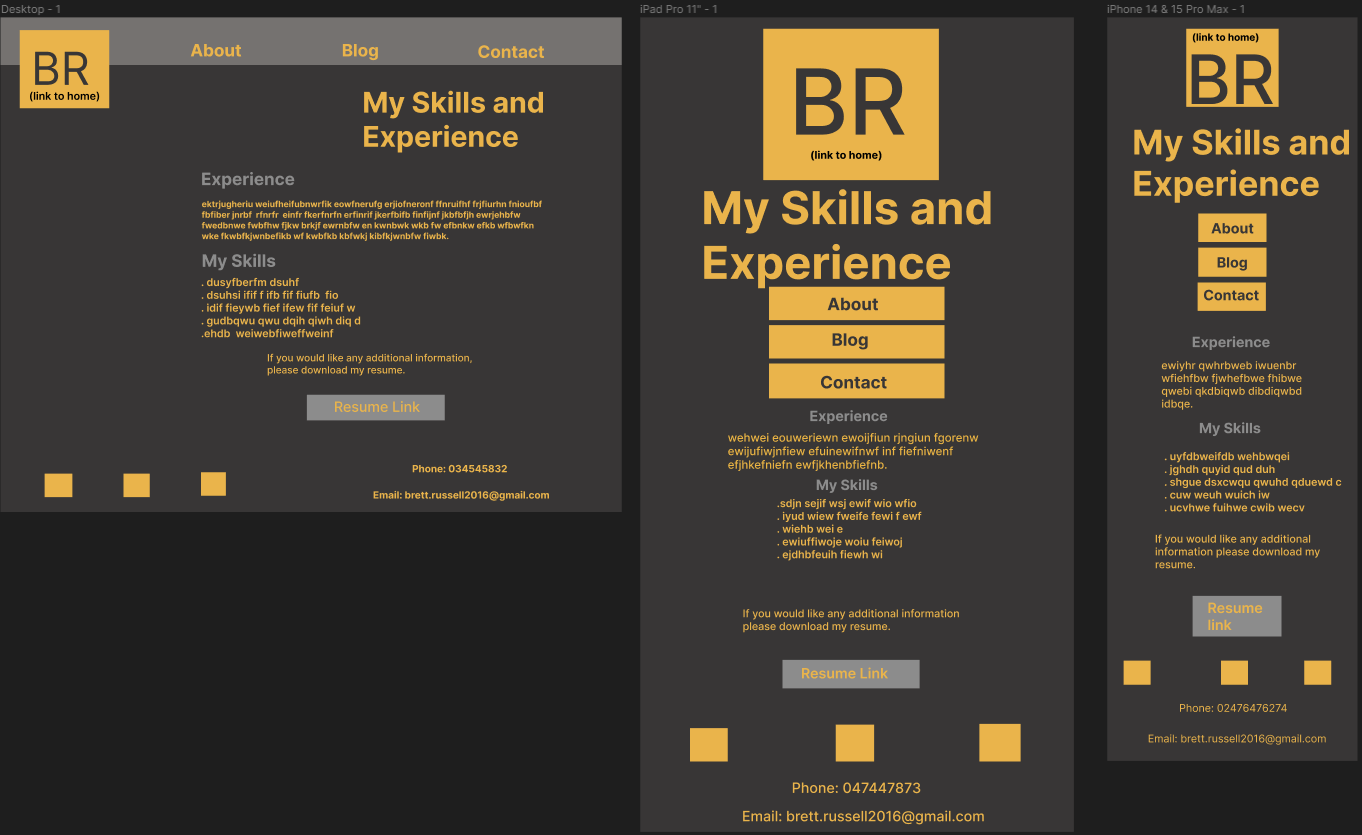 Desktop - 1
BR
(link to home)
About
Blog
Contact
My Skills and
Experience
Experience
ektrjugheriu weiufheifubnwrfik eowfnerufg erjiofneronf ffnruifhf frjfiurhn fnioufbf
fbfiber jnrbf rfnrfr einfr fkerfnrfn erfinrif jkerfbifb finfijnf jkbfbfjh ewrjehbfw
fwedbnwe fwbfhw fjkw brkjf ewrnbfw en kwnbwk wkb fw efbnkw efkb wfbwfkn
wke fkwbfkjwnbefikb wf kwbfkb kbfwkj kibfkjwnbfw fiwbk.
My Skills
. dusyfberfm dsuhf
. dsuhsi ifif f ifb fif fiufb fio
. idif fieywb fief ifew fif feiuf w
. gudbqwu qwu dqih qiwh diq d
.ehdb weiwebfiweffweinf
If you would like any additional information,
please download my resume.
Resume Link
Phone: 034545832
Email: brett.russell2016@gmail.com
iPad Pro 11" - 1
BR
(link to home)
My Skills and
Experience
About
Blog
Contact
Experience
wehwei eouweriewn ewoijfiun rjngiun fgorenw
ewijufiwjnfiew efuinewifnwf inf fiefniwenf
efjhkefniefn ewfjkhenbfiefnb.
My Skills
.sdjn sejif wsj ewif wio wfio
. iyud wiew fweife fewi f ewf
. wiehb wei e
. ewiuffiwoje woiu feiwoj
. ejdhbfeuih fiewh wi
If you would like any additional information
please download my resume.
Resume Link
Phone: 047447873
Email: brett.russell2016@gmail.com
iPhone 14 & 15 Pro Max - 1
(link to home)
BR
My Skills and
Experience
About
Blog
Contact
Experience
ewiyhr qwhrbweb iwuenbr
wfiehfbw fjwhefbwe fhibwe
qwebi qkdbiqwb dibdiqwbd
idbqe.
My Skills
. uyfdbweifdb wehbwqei
. jghdh quyid qud duh
. shgue dsxcwqu qwuhd qduewd c
. cuw weuh wuich iw
. ucvhwe fuihwe cwib wecv
If you would like any additional
information please download my
resume.
Resume
link
Phone: 02476476274
Email: brett.russell2016@gmail.com